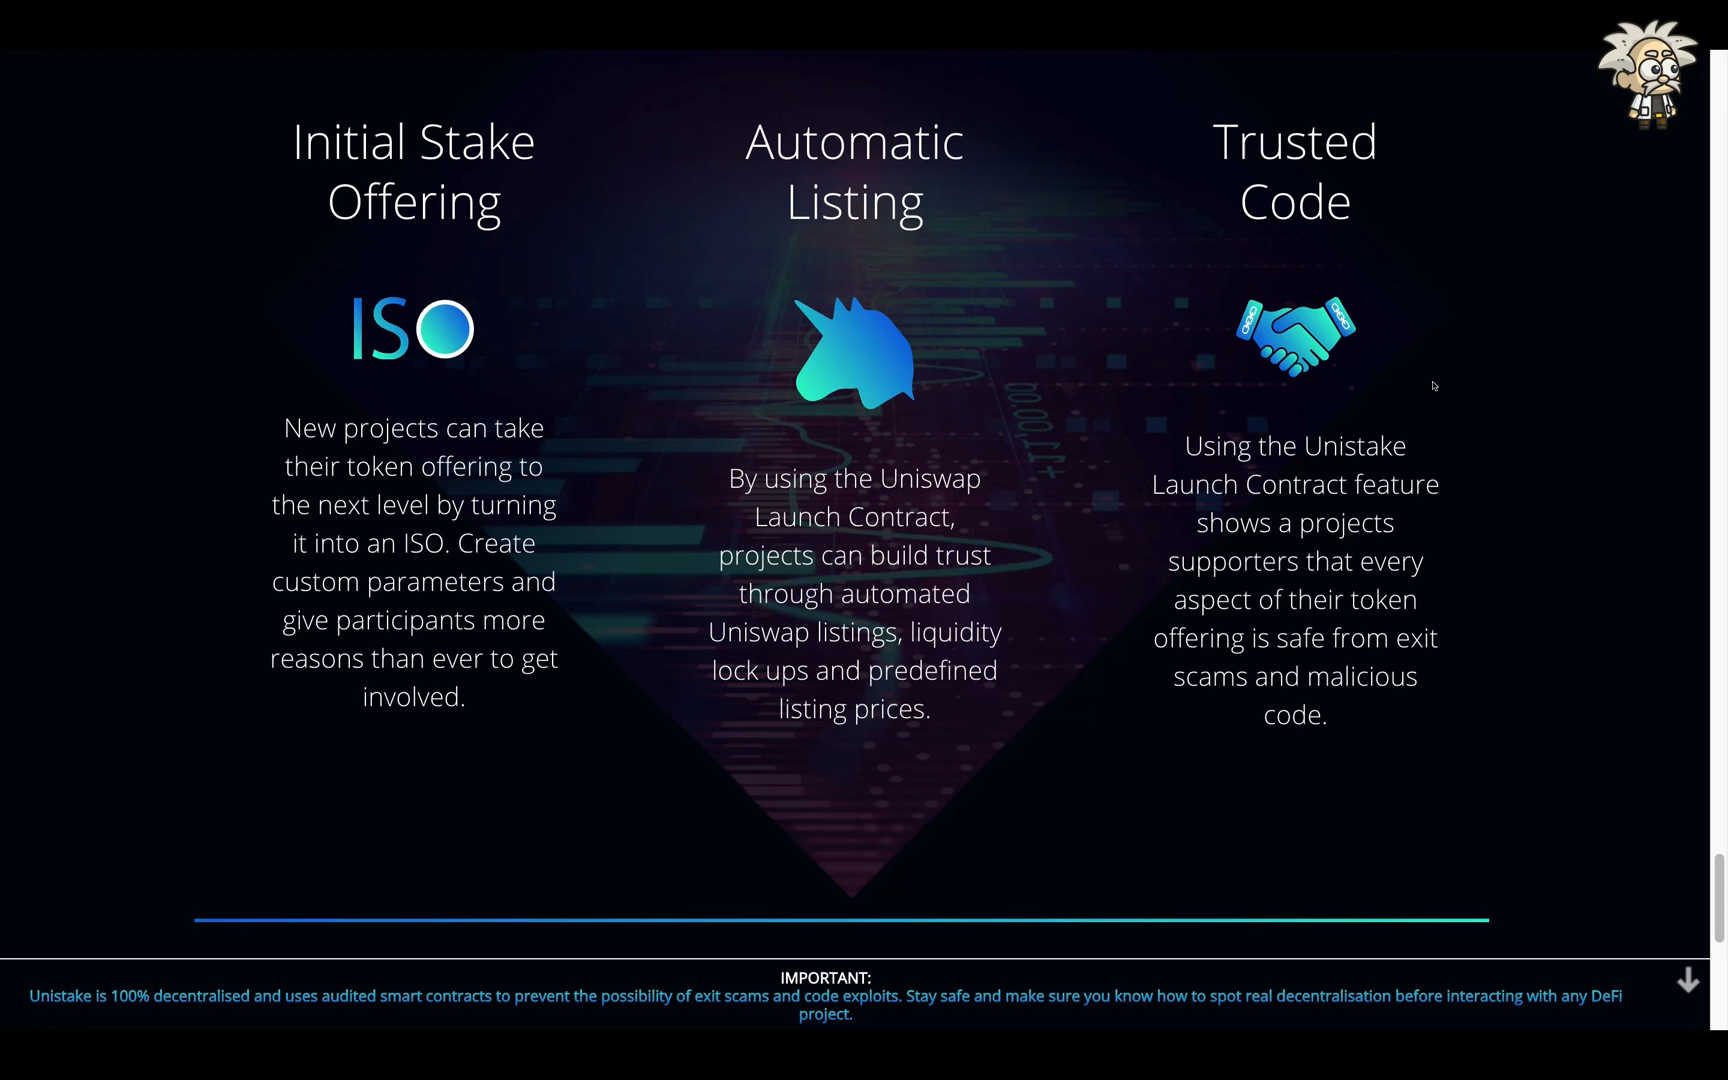 Initial Stake
Offering
ISO
New projects can take
their token offering to
the next level by turning
it into an ISO. Create
custom parameters and
give participants more
reasons than ever to get
involved.
Automatic
Listing
By using the Uniswap
Launch Contract,
projects can build trust
through automated
Uniswap listings, liquidity
lock ups and predefined
listing prices.
Trusted
Code
Using the Unistake
Launch Contract feature
shows a projects
supporters that every
aspect of their token
offering is safe from exit
scams and malicious
code.
IMPORTANT:
Unistake is 100% decentralised and uses audited smart contracts to prevent the possibility of exit scams and code exploits. Stay safe and make sure you know how to spot real decentralisation before interacting with any DeFi
project.